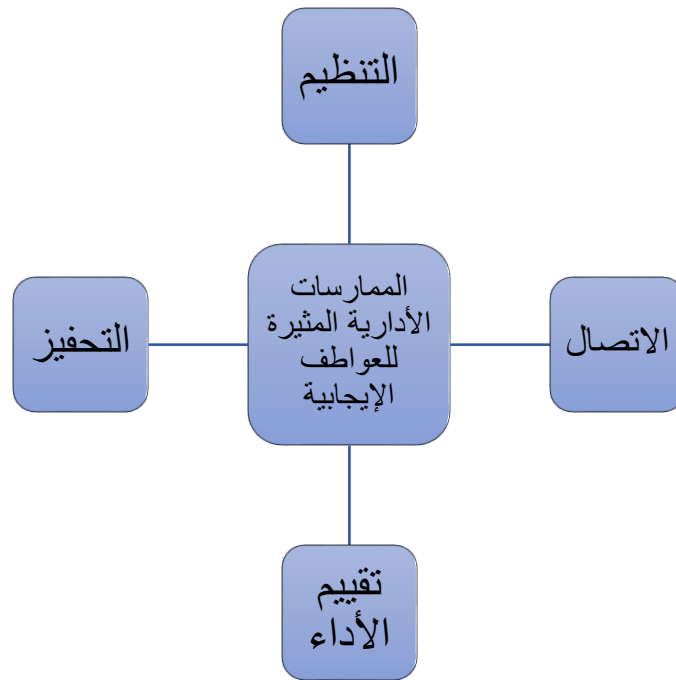 التنظيم
الممارسات
الأدارية المثيرة
للعواطف
الإيجابية
الاتصال
التحفيز
تقييم
الأداء